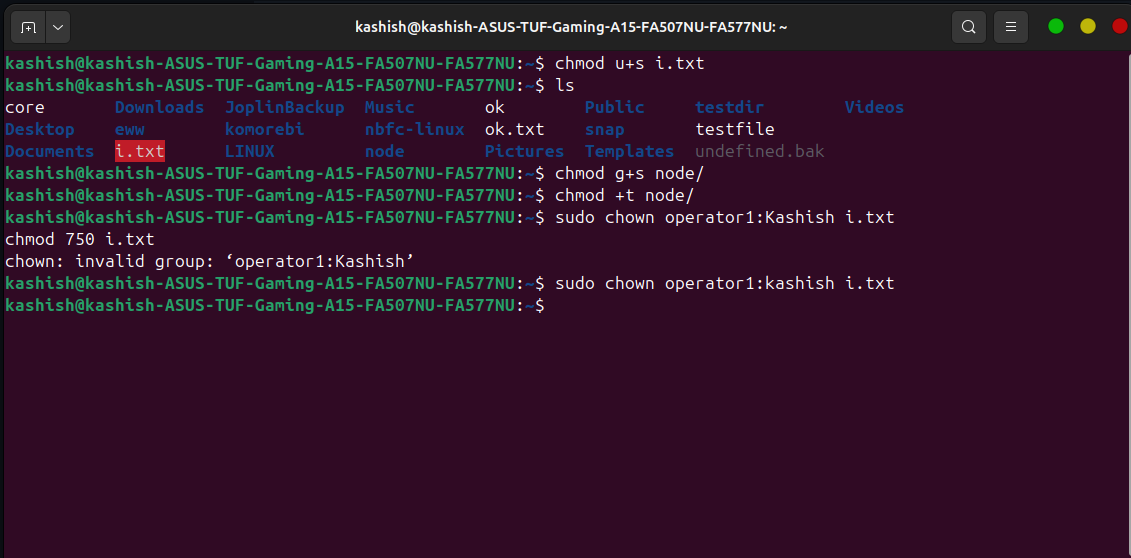 kashish@kashish-ASUS-TUF-Gaming-A15-FA507NU-FA577NU: ~
kashish@kashish-ASUS-TUF-Gaming-A15-FA507NU-FA577NU:~$ chmod u+s i.txt
kashish@kashish-ASUS-TUF-Gaming-A15-FA507NU-FA577NU:~$ ls
core Downloads JoplinBackup Music ok Public testdir Videos
Desktop eww komorebi nbfc-linux ok.txt snap testfile
Documents i.txt LINUX node Pictures Templates undefined.bak
kashish@kashish-ASUS-TUF-Gaming-A15-FA507NU-FA577NU:~$ chmod g+s node/
kashish@kashish-ASUS-TUF-Gaming-A15-FA507NU-FA577NU:~$ chmod +t node/
kashish@kashish-ASUS-TUF-Gaming-A15-FA507NU-FA577NU:~$ sudo chown operator1:Kashish i.txt
chmod 750 i.txt
chown: invalid group: ‘operator1:Kashish’
kashish@kashish-ASUS-TUF-Gaming-A15-FA507NU-FA577NU:~$ sudo chown operator1:kashish i.txt
kashish@kashish-ASUS-TUF-Gaming-A15-FA507NU-FA577NU:~$